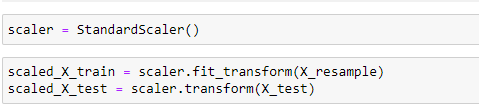 scaler = StandardScaler()
scaled_X_train = scaler.fit_transform(X_resample)
scaled_X_test = scaler.transform(X_test)